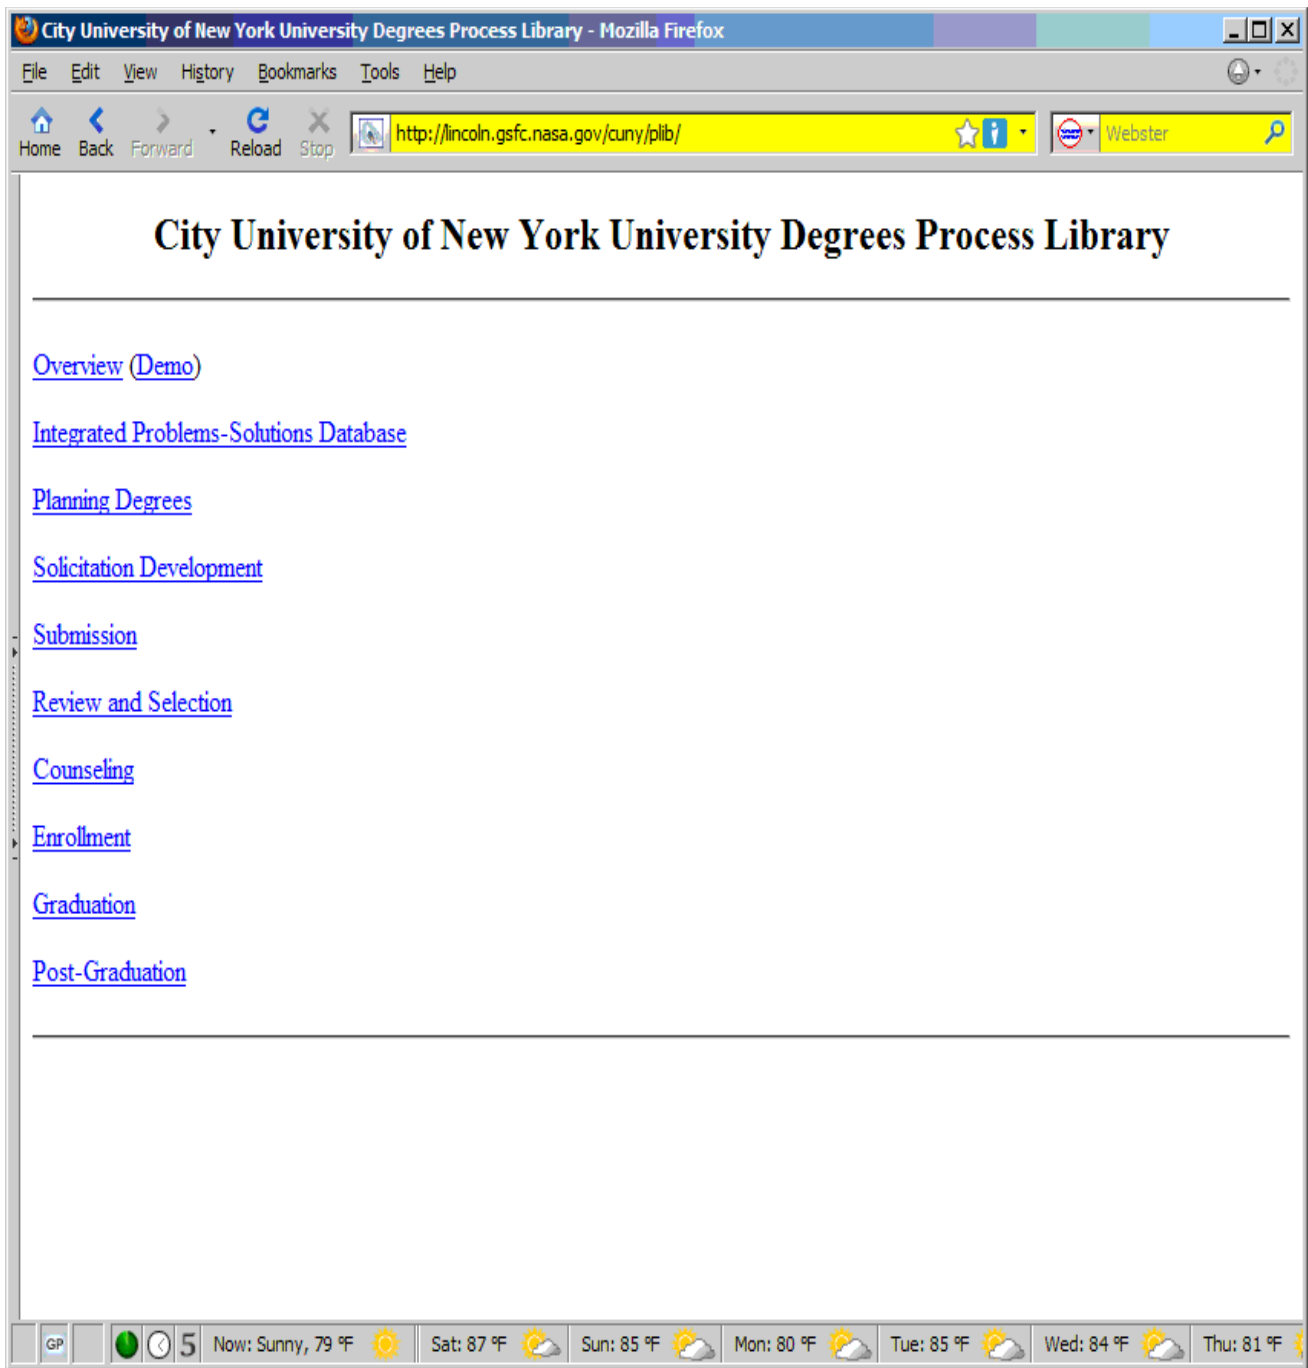 City University of New York University Degrees Process Library - Mozilla Firefox
File Edit View History Bookmarks Tools Help
Home Back Forward Reload Stop http://lincoln.gsfc.nasa.gov/cuny/plib/ Webster
City University of New York University Degrees Process Library
Overview (Demo)
Integrated Problems-Solutions Database
Planning Degrees
Solicitation Development
Submission
Review and Selection
Counseling
Enrollment
Graduation
Post-Graduation
GP 5 Now: Sunny, 79 °F Sat: 87 °F Sun: 85 °F Mon: 80 °F Tue: 85 °F Wed: 84 °F Thu: 81 °F